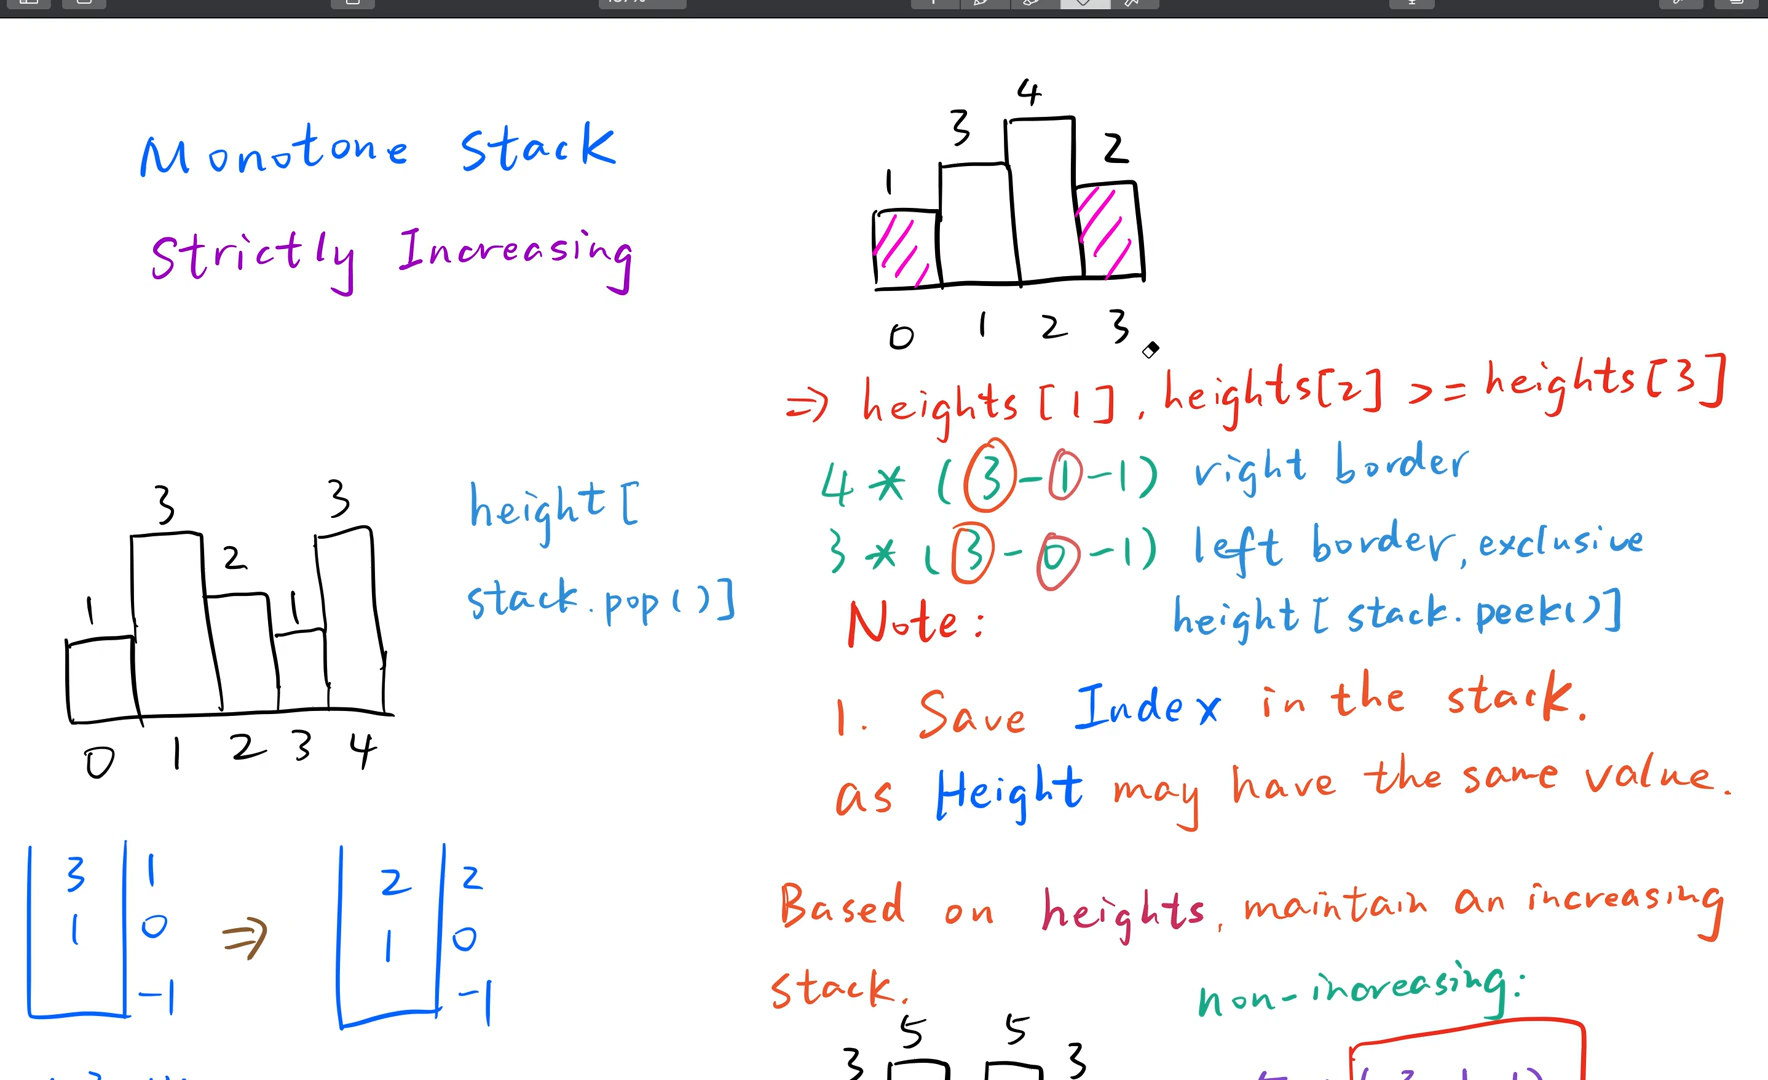 Monotone Stack
Strictly Increasing
4
3
2
1
0 1 2 3
=> heights[1], heights[2] >= heights[3]
4 * (3-1-1) right border
3 * (3-0-1) left border, exclusive
height[ stack.peek()]
Note:
1. Save Index in the stack.
as Height may have the same value.
Based on heights, maintain an increasing
stack.
non-increasing:
5 5
3 3
3 3
2
1 1
0 1 2 3 4
height[
stack.pop()]
3 1
1 0
-1
=>
2 2
1 0
-1